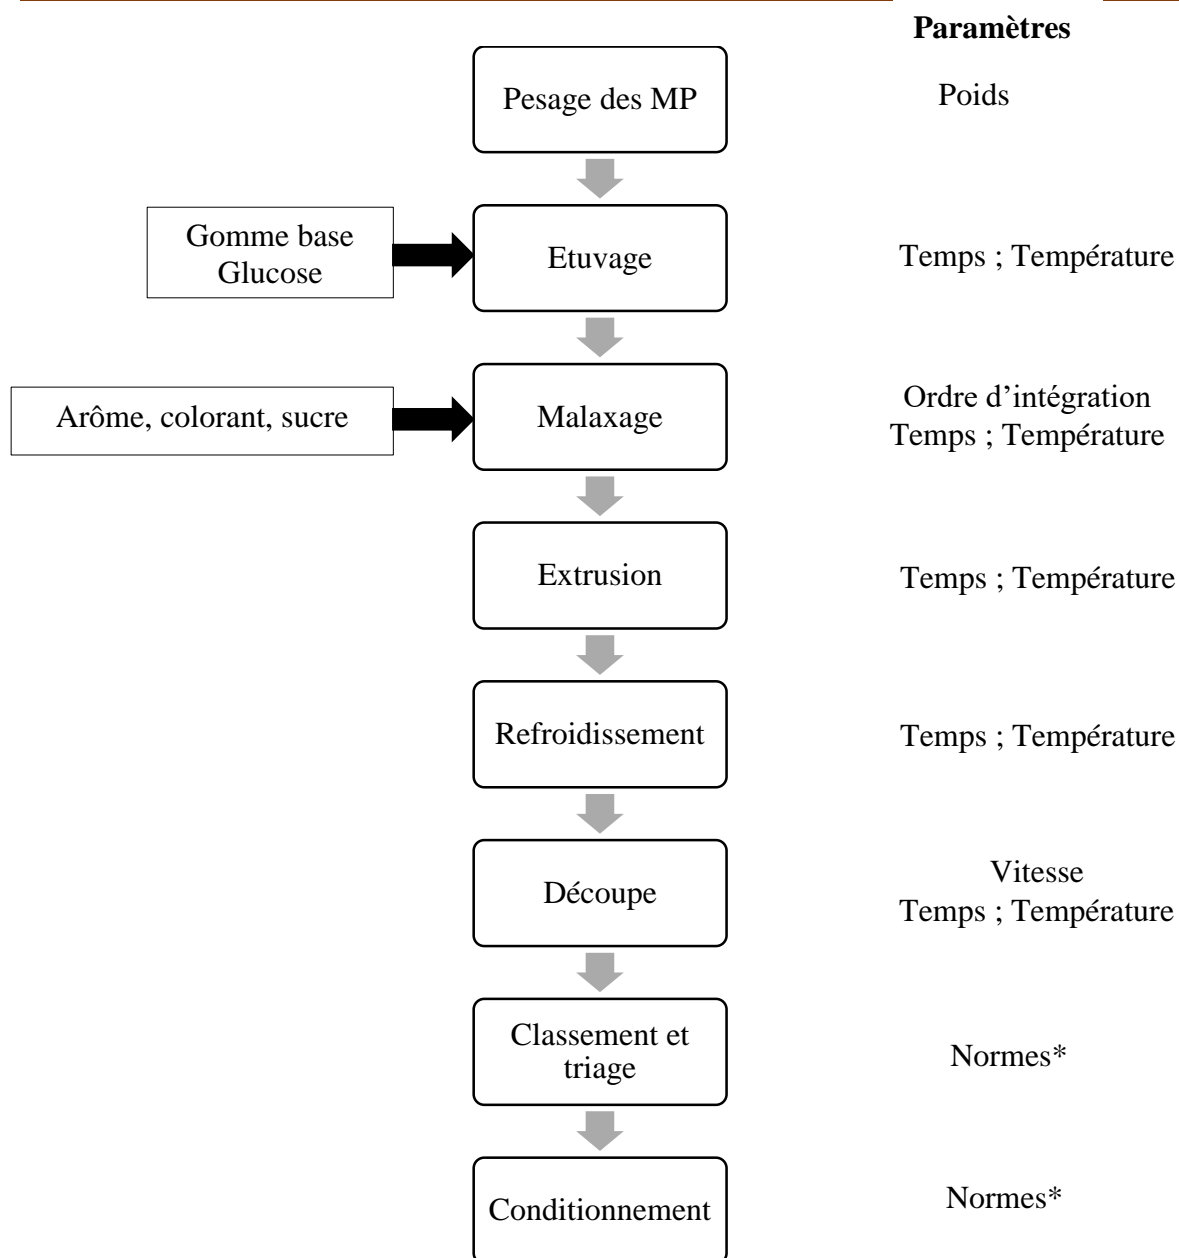 Paramètres
Pesage des MP
Poids
Gomme base
Glucose
Etuvage
Temps ; Température
Arôme, colorant, sucre
Malaxage
Ordre d’intégration
Temps ; Température
Extrusion
Temps ; Température
Refroidissement
Temps ; Température
Découpe
Vitesse
Temps ; Température
Classement et
triage
Normes*
Conditionnement
Normes*